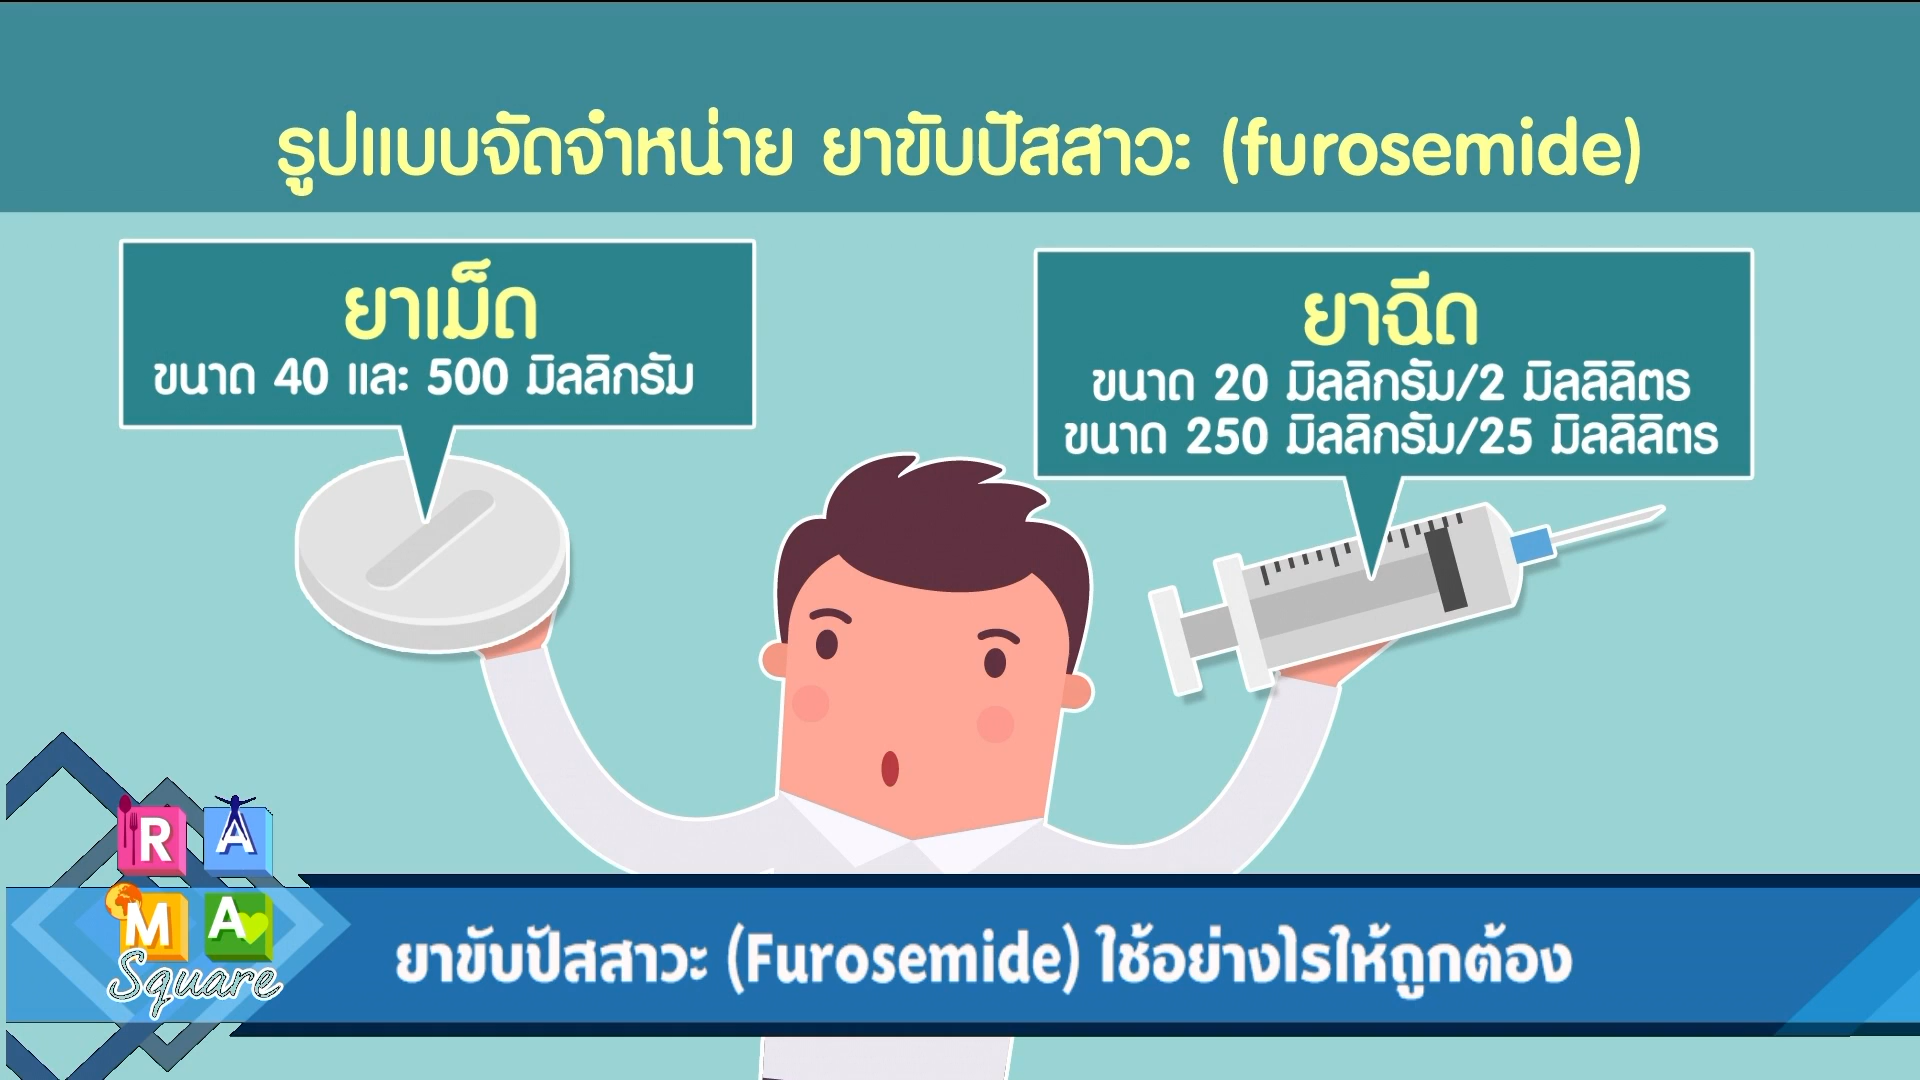 รูปแบบจัดจำหน่าย ยาขับปัสสาวะ (furosemide)
ยาเม็ด
ขนาด 40 และ 500 มิลลิกรัม
ยาฉีด
ขนาด 20 มิลลิกรัม/2 มิลลิลิตร
ขนาด 250 มิลลิกรัม/25 มิลลิลิตร
RA
MA
Square
ยาขับปัสสาวะ (Furosemide) ใช้อย่างไรให้ถูกต้อง